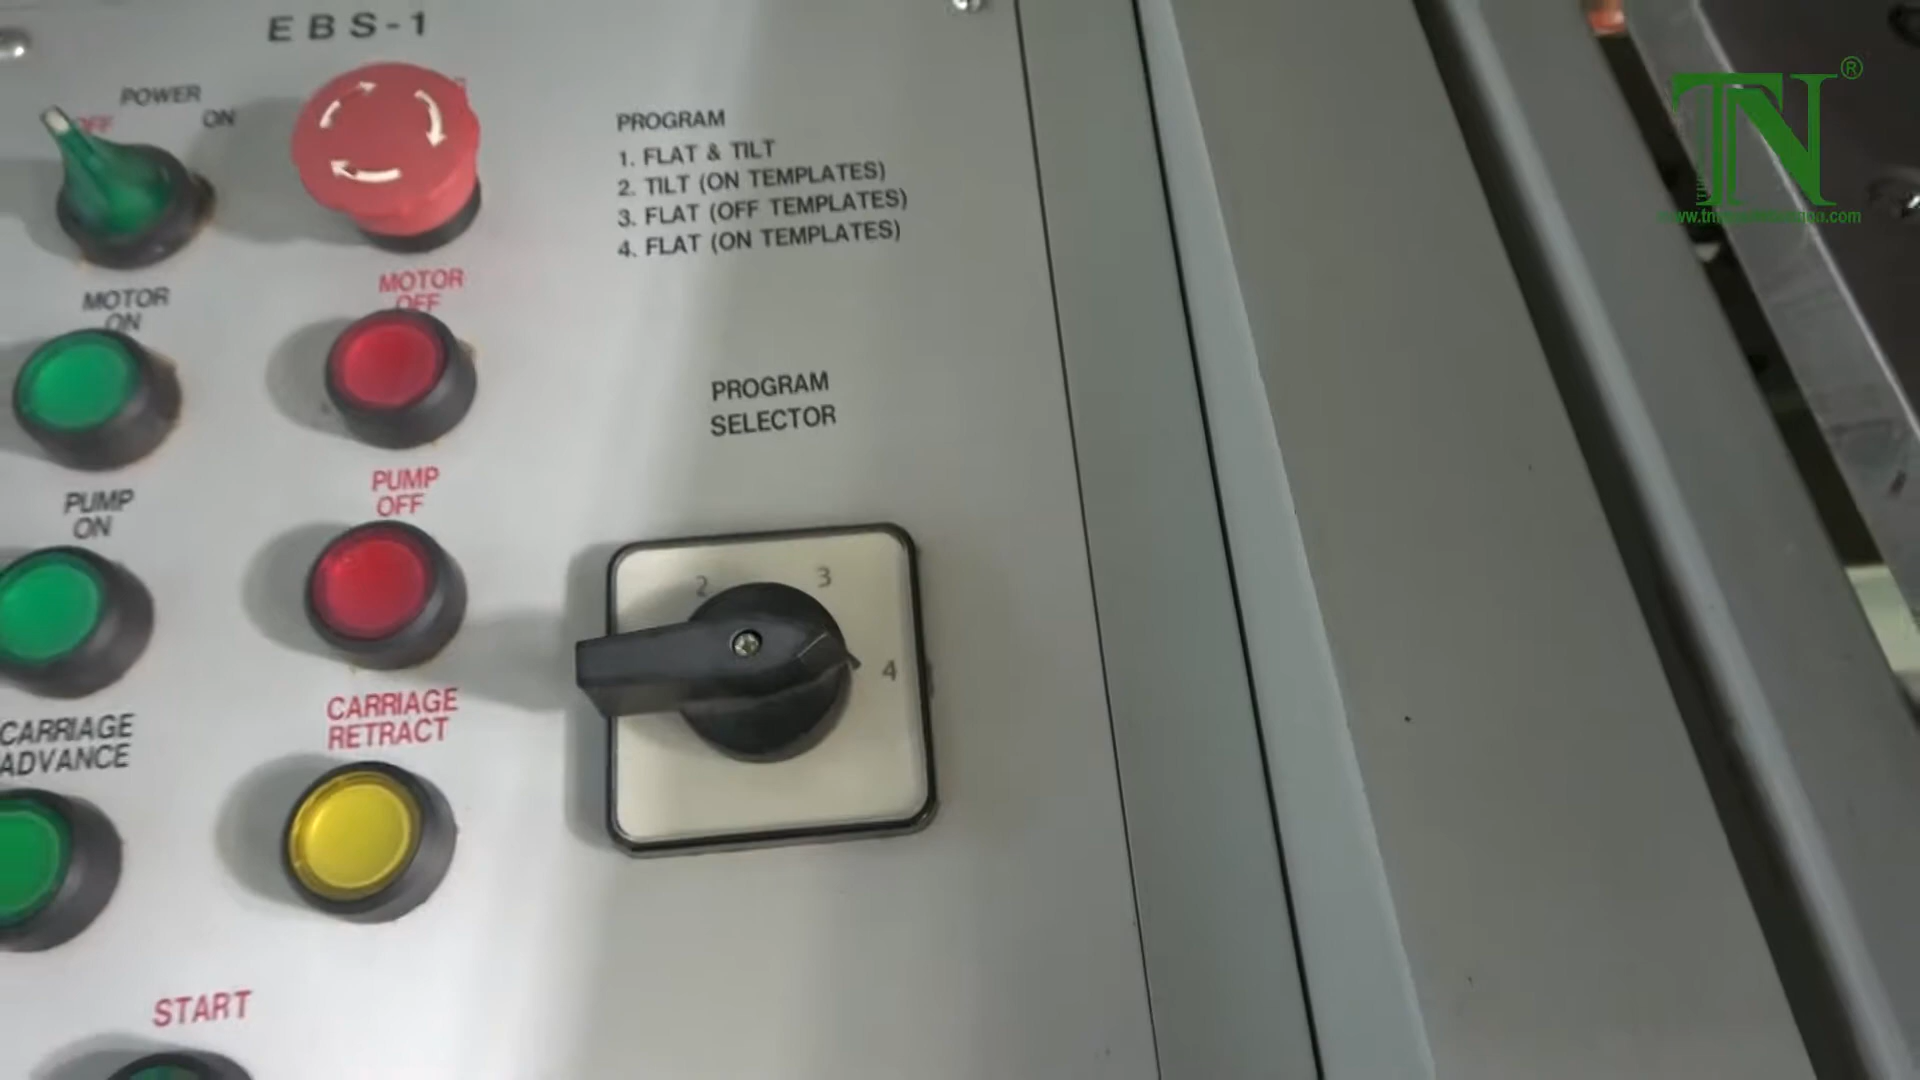 EBS-1
POWER
OFF
ON
MOTOR
ON
MOTOR
OFF
PUMP
ON
PUMP
OFF
CARRIAGE
ADVANCE
CARRIAGE
RETRACT
START
PROGRAM
1. FLAT & TILT
2. TILT (ON TEMPLATES)
3. FLAT (OFF TEMPLATES)
4. FLAT (ON TEMPLATES)
PROGRAM
SELECTOR
2
3
4
TN®